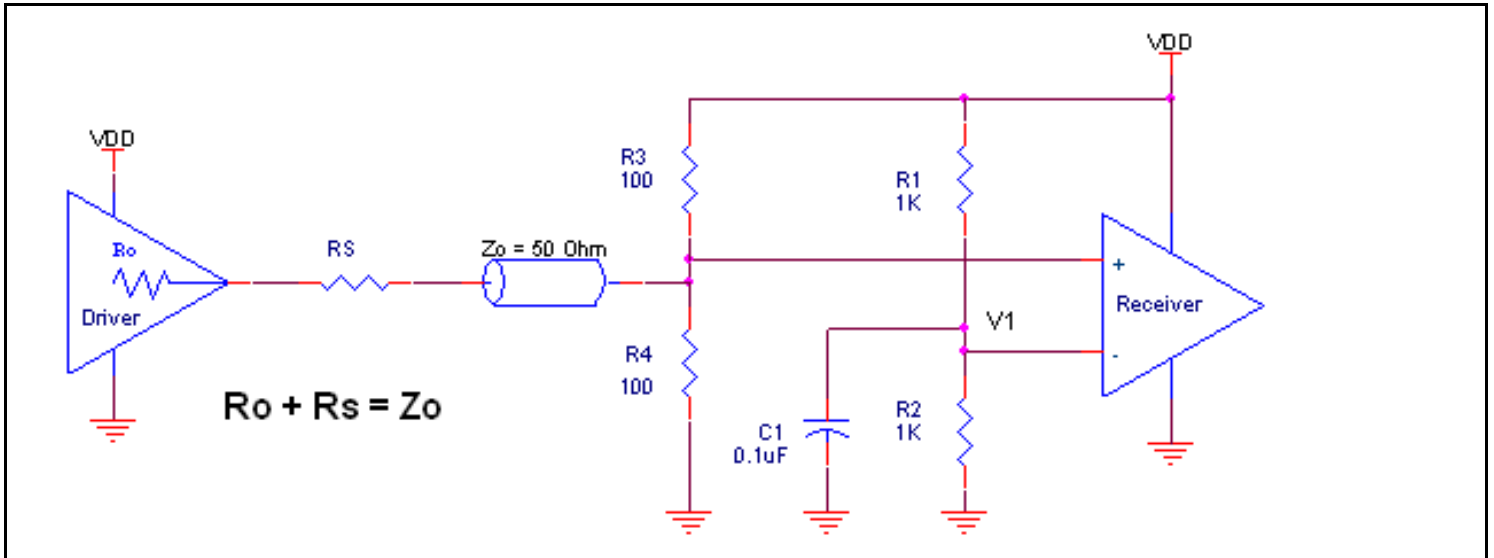 VDD
VDD
R3
100
R1
1K
Ro
RS
Zo = 50 Ohm
+
Driver
Receiver
V1
-
R4
100
Ro + Rs = Zo
R2
1K
C1
0.1uF